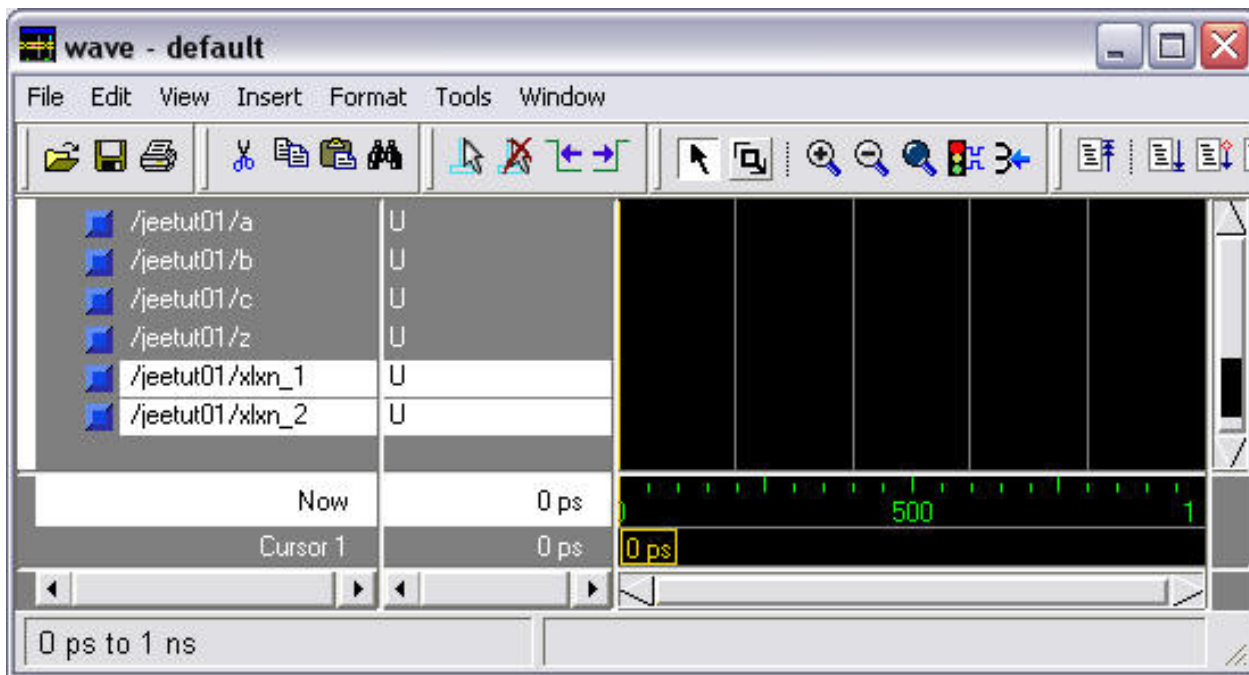 wave - default
File Edit View Insert Format Tools Window
/jeetut01/a U
/jeetut01/b U
/jeetut01/c U
/jeetut01/z U
/jeetut01/xlxn_1 U
/jeetut01/xlxn_2 U
Now 0 ps 0 500 1
Cursor 1 0 ps 0 ps
0 ps to 1 ns